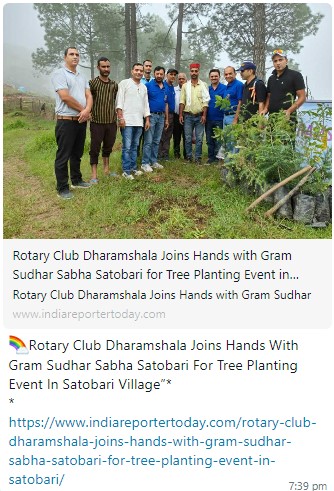 Rotary Club Dharamshala Joins Hands with Gram
Sudhar Sabha Satobari for Tree Planting Event in...
Rotary Club Dharamshala Joins Hands with Gram Sudhar
www.indiareportertoday.com
Rotary Club Dharamshala Joins Hands With
Gram Sudhar Sabha Satobari For Tree Planting
Event In Satobari Village”*
*
https://www.indiareportertoday.com/rotary-club-
dharamshala-joins-hands-with-gram-sudhar-
sabha-satobari-for-tree-planting-event-in-
satobari/
7:39 pm